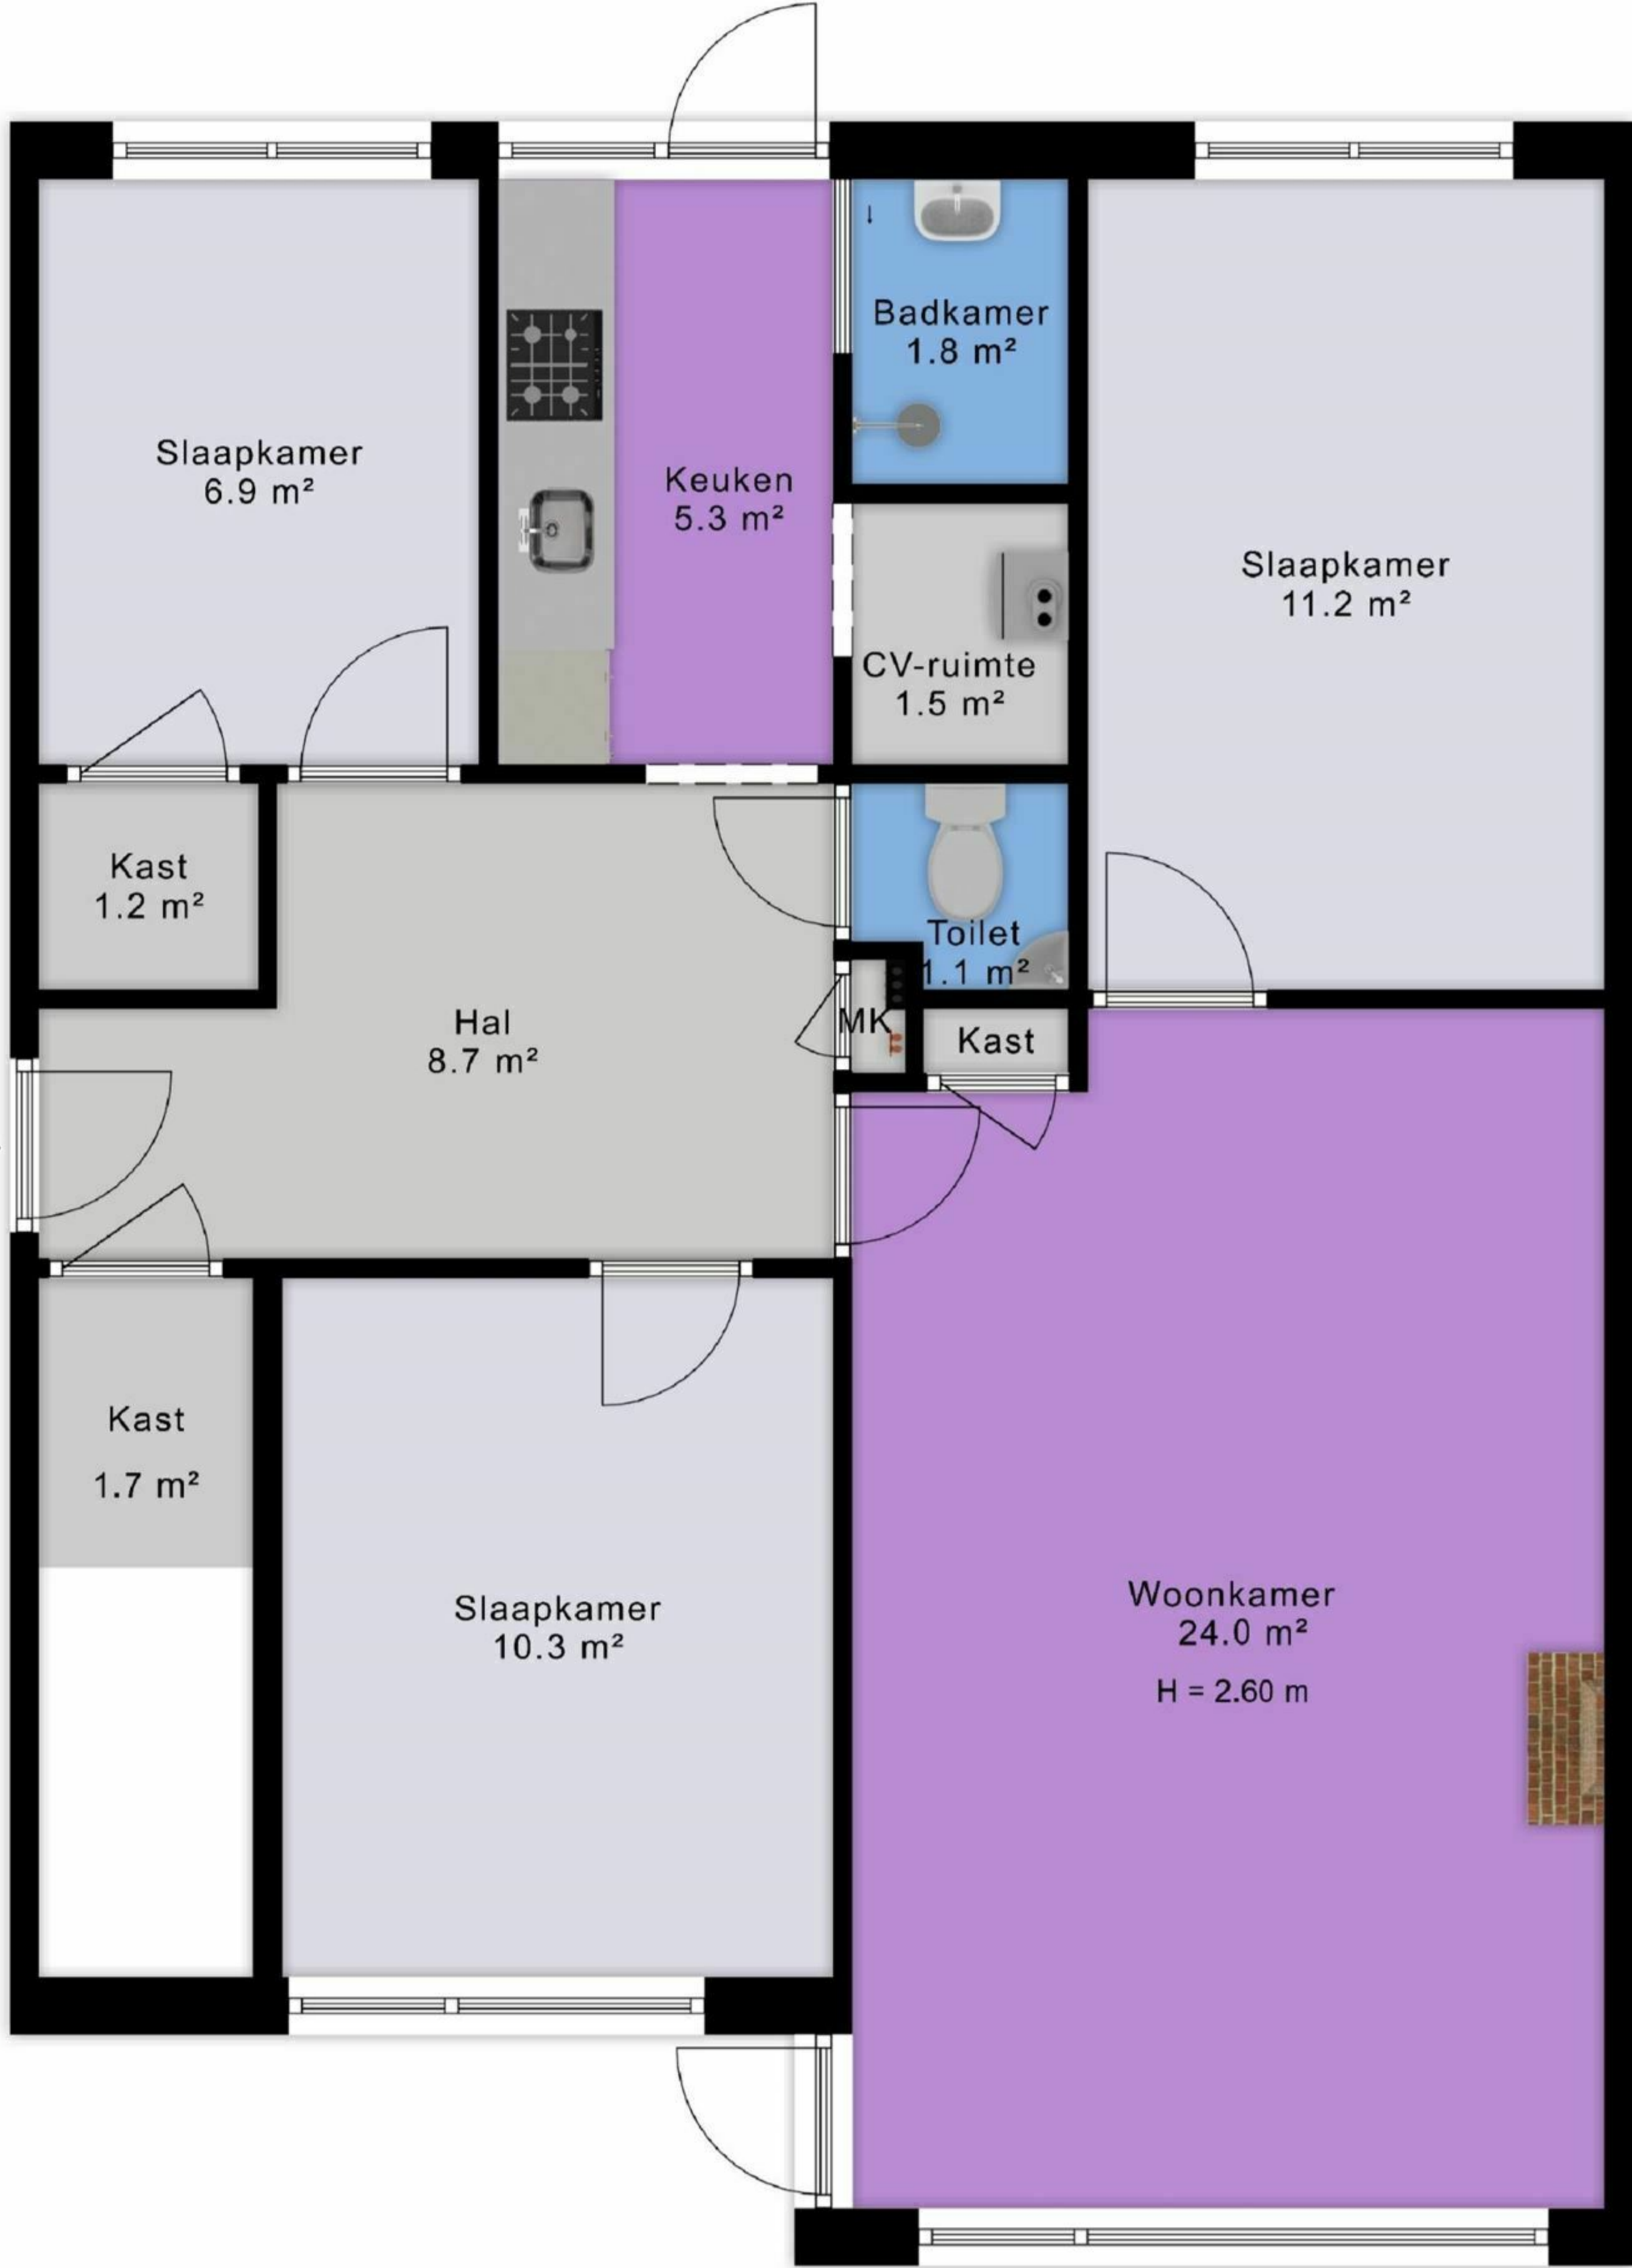 Badkamer
1.8 m²
Slaapkamer
6.9 m²
Keuken
5.3 m²
Slaapkamer
11.2 m²
CV-ruimte
1.5 m²
Kast
1.2 m²
Toilet
1.1 m²
Hal
8.7 m²
MK
Kast
Kast
1.7 m²
Slaapkamer
10.3 m²
Woonkamer
24.0 m²
H = 2.60 m